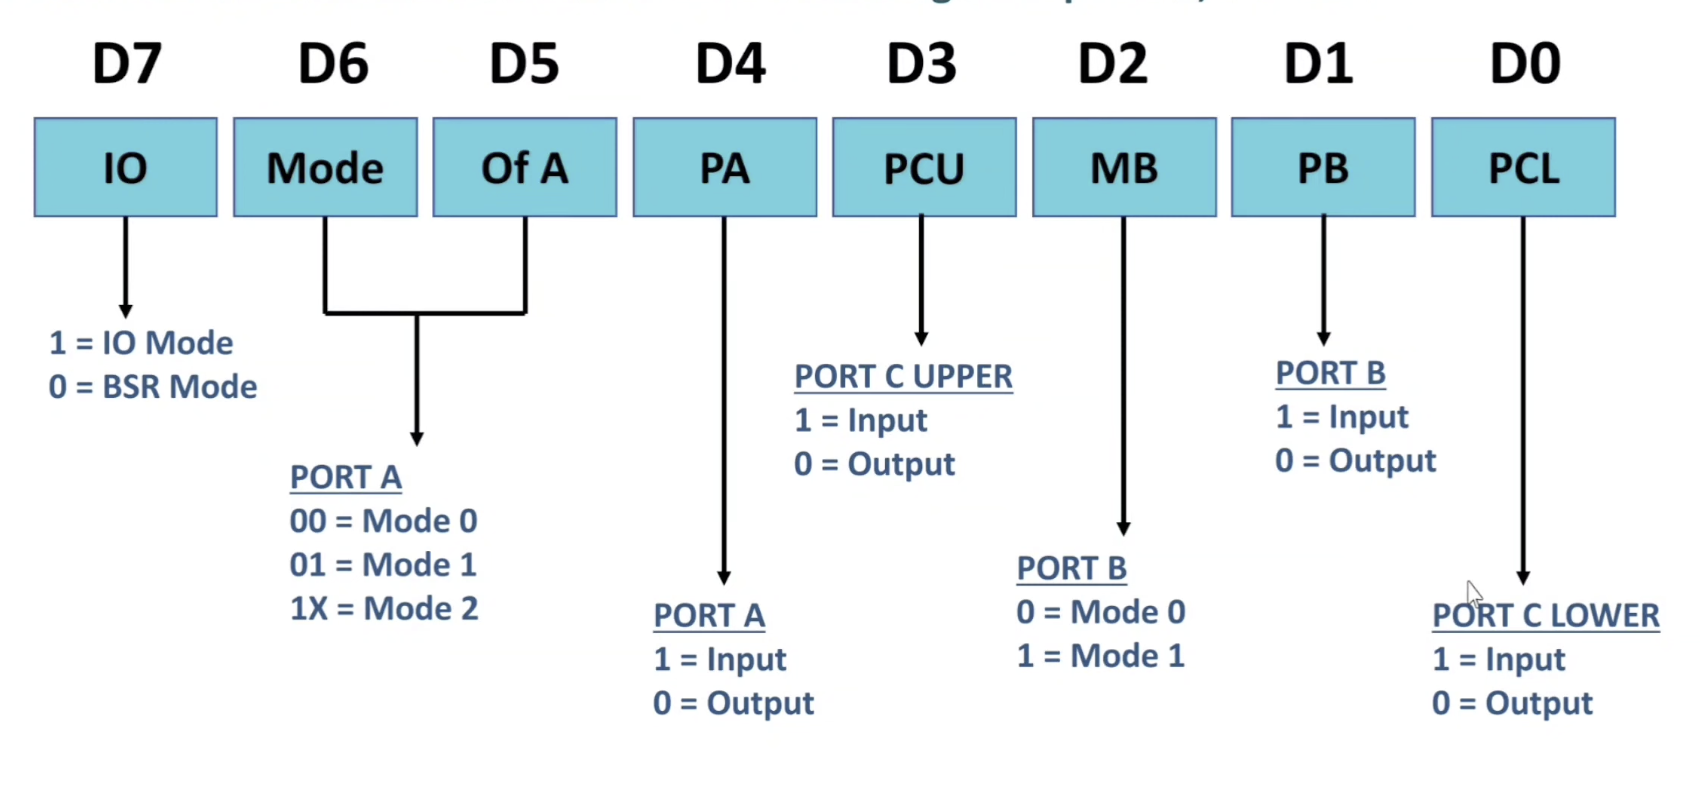 D7 D6 D5 D4 D3 D2 D1 D0
IO Mode Of A PA PCU MB PB PCL
1 = IO Mode
0 = BSR Mode
PORT A
00 = Mode 0
01 = Mode 1
1X = Mode 2
PORT A
1 = Input
0 = Output
PORT C UPPER
1 = Input
0 = Output
PORT B
0 = Mode 0
1 = Mode 1
PORT B
1 = Input
0 = Output
PORT C LOWER
1 = Input
0 = Output